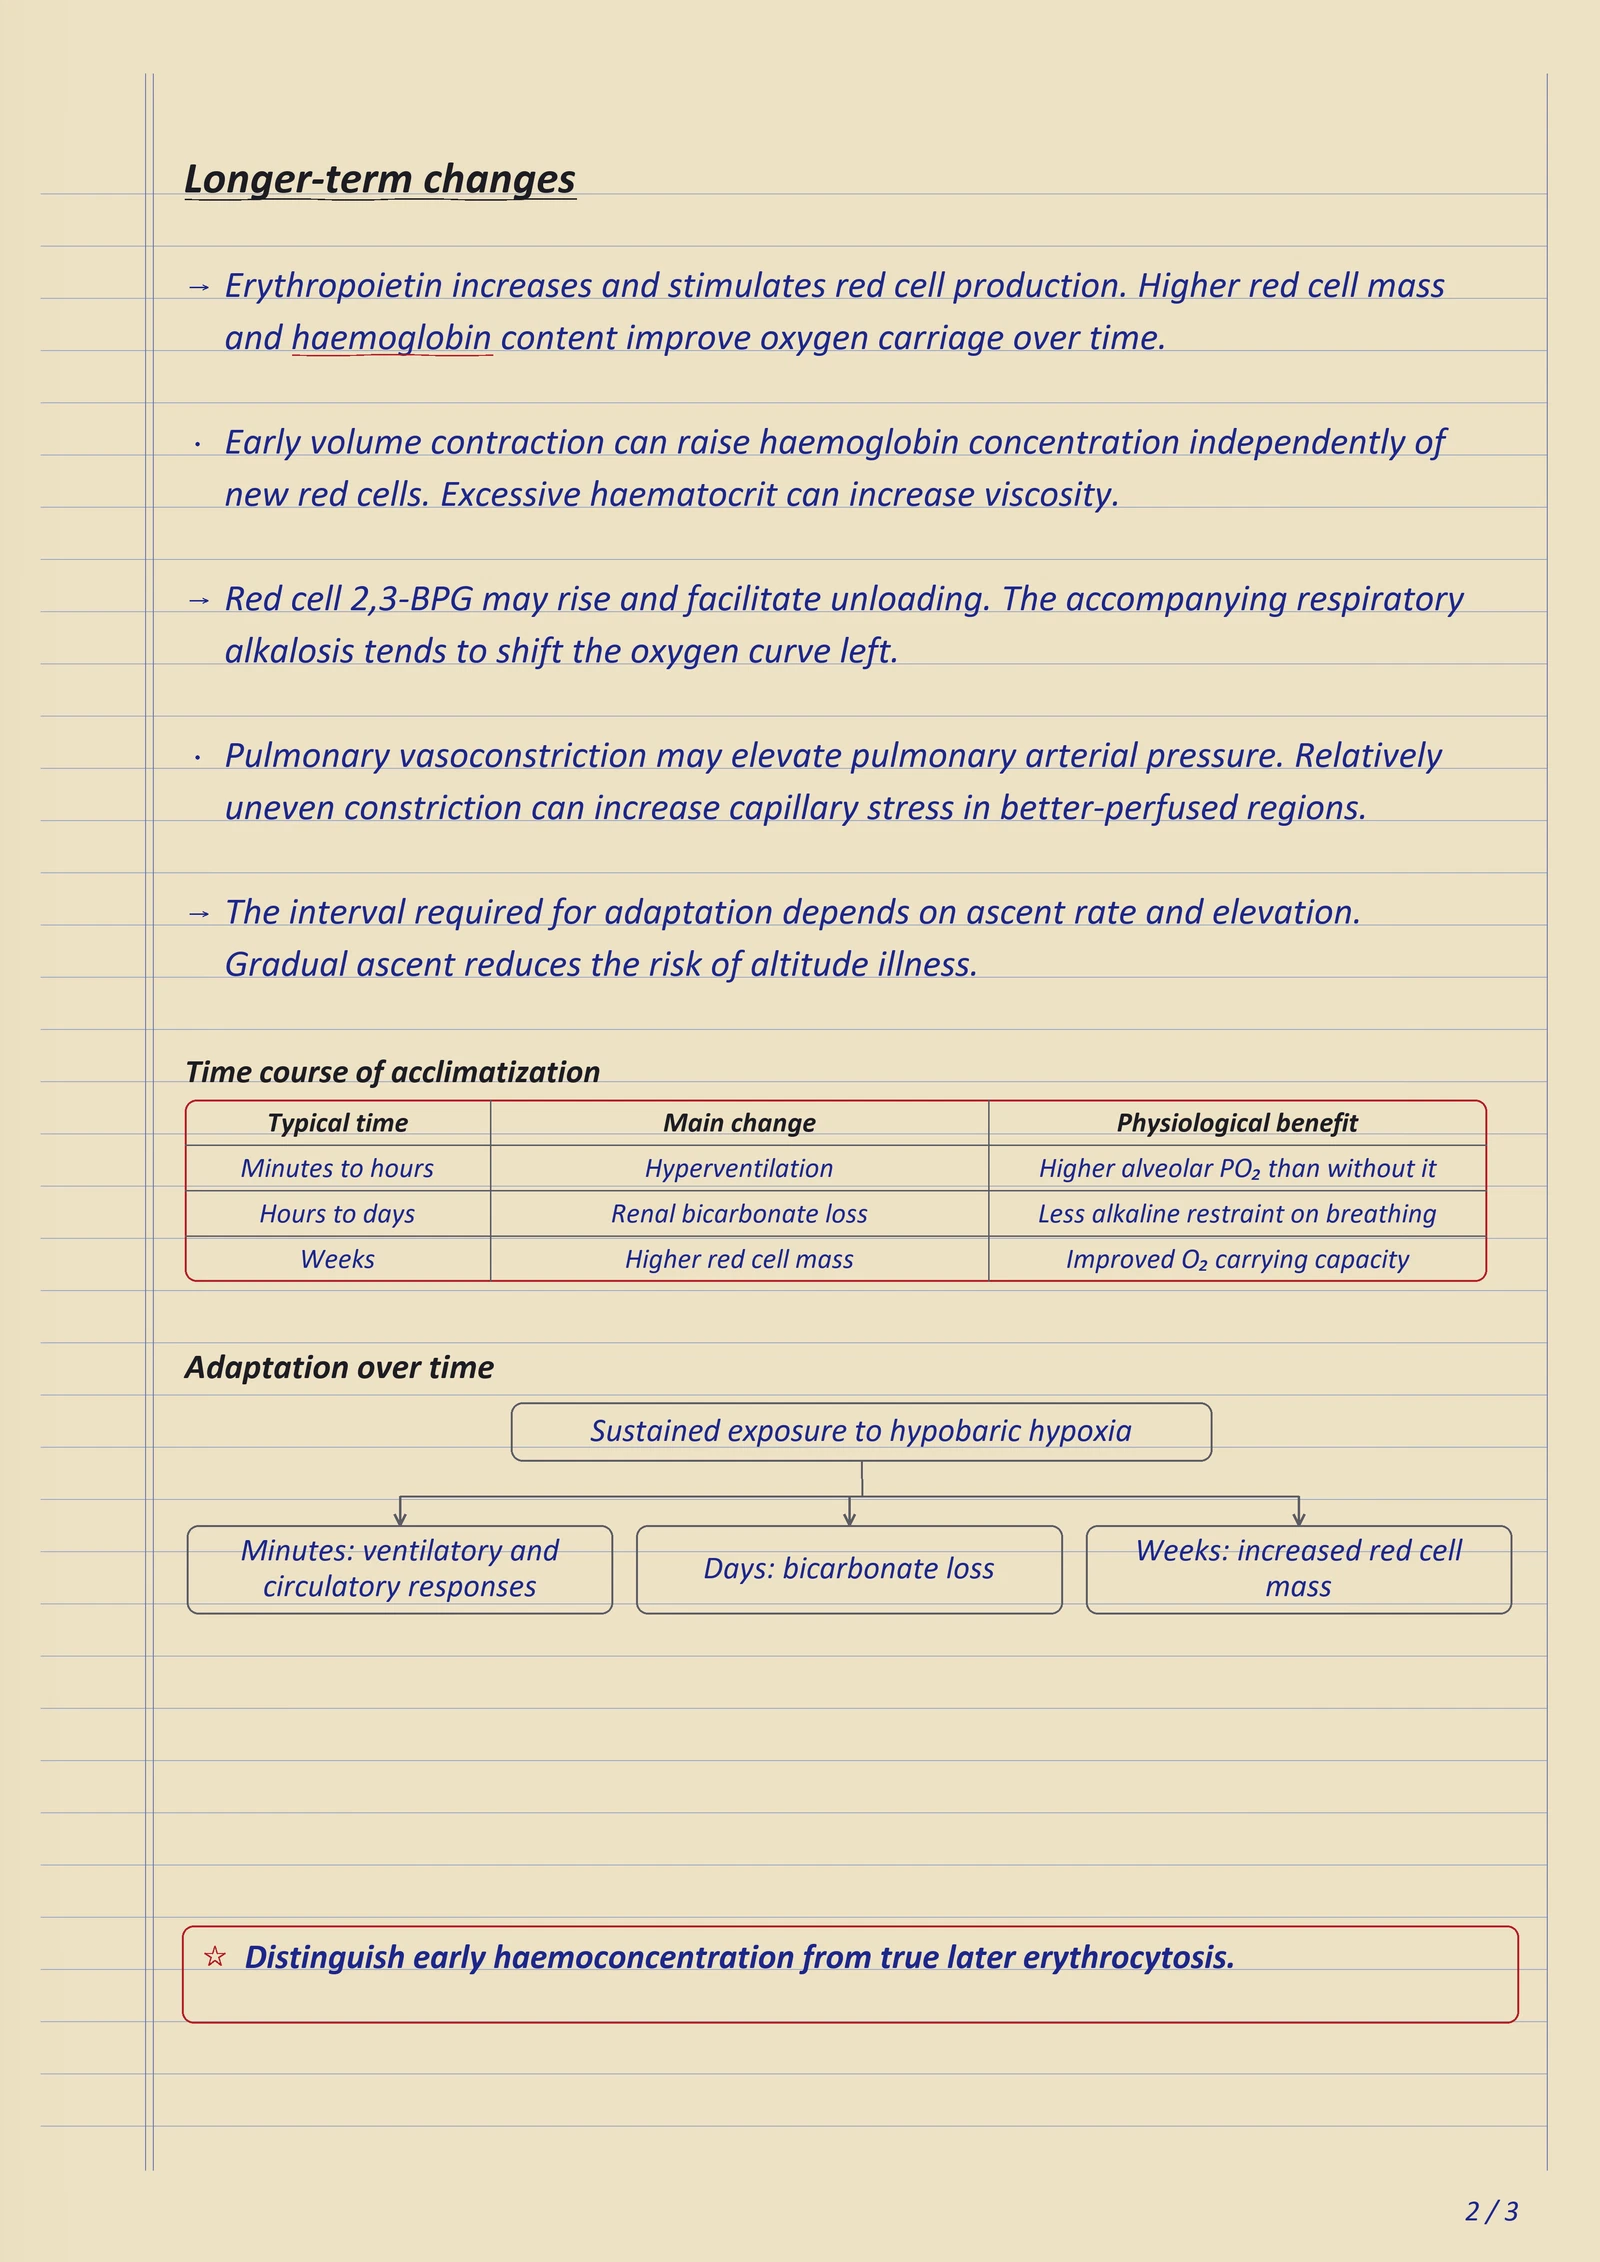 Longer-term changes
→ Erythropoietin increases and stimulates red cell production. Higher red cell mass
and haemoglobin content improve oxygen carriage over time.
· Early volume contraction can raise haemoglobin concentration independently of
new red cells. Excessive haematocrit can increase viscosity.
→ Red cell 2,3-BPG may rise and facilitate unloading. The accompanying respiratory
alkalosis tends to shift the oxygen curve left.
· Pulmonary vasoconstriction may elevate pulmonary arterial pressure. Relatively
uneven constriction can increase capillary stress in better-perfused regions.
→ The interval required for adaptation depends on ascent rate and elevation.
Gradual ascent reduces the risk of altitude illness.
Time course of acclimatization
Typical time Main change Physiological benefit
Minutes to hours Hyperventilation Higher alveolar PO₂ than without it
Hours to days Renal bicarbonate loss Less alkaline restraint on breathing
Weeks Higher red cell mass Improved O₂ carrying capacity
Adaptation over time
Sustained exposure to hypobaric hypoxia
Minutes: ventilatory and
circulatory responses
Days: bicarbonate loss
Weeks: increased red cell
mass
☆ Distinguish early haemoconcentration from true later erythrocytosis.
2 / 3